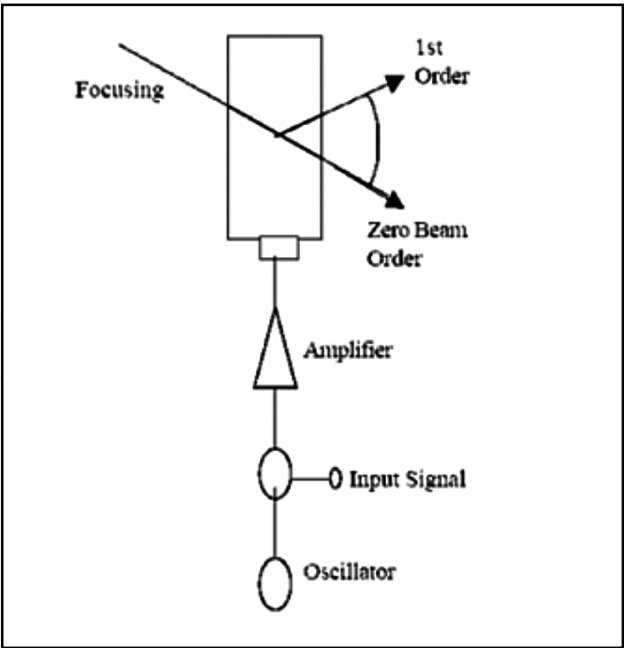 1st
Order
Focusing
Zero Beam
Order
Amplifier
Input Signal
Oscillator